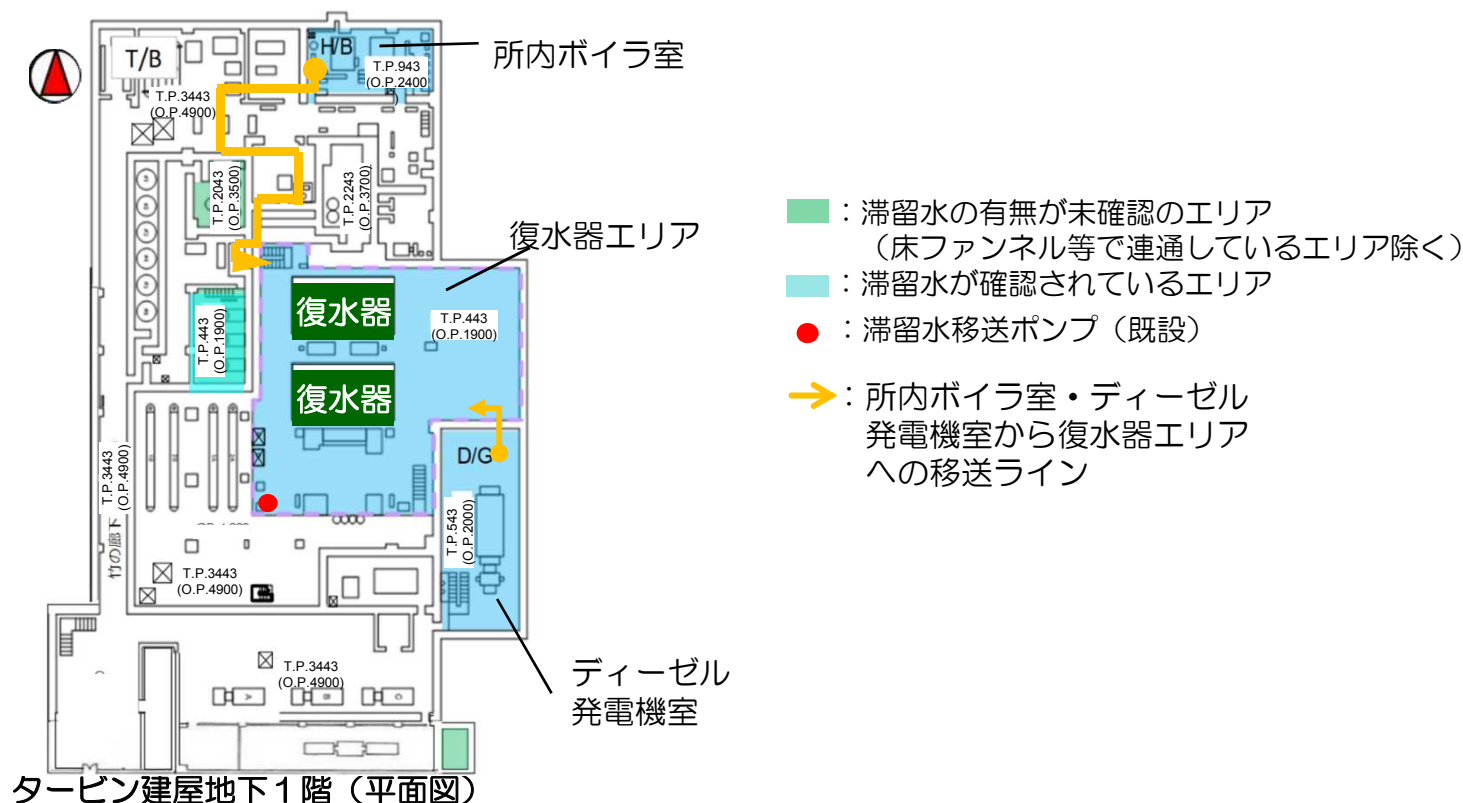 T/B
H/B
T.P.943
(O.P.2400
)
所内ボイラ室
T.P.3443
(O.P.4900)
T.P.2043
(O.P.3500)
T.P.2243
(O.P.3700)
復水器エリア
復水器
T.P.443
(O.P.1900)
T.P.443
(O.P.1900)
復水器
D/G
T.P.3443
(O.P.4900)
T.P.543
(O.P.2000)
竹の廊下
T.P.3443
(O.P.4900)
T.P.3443
(O.P.4900)
A
B
C
ディーゼル
発電機室
タービン建屋地下1階（平面図）
：滞留水の有無が未確認のエリア
（床ファンネル等で連通しているエリア除く）
：滞留水が確認されているエリア
：滞留水移送ポンプ（既設）
：所内ボイラ室・ディーゼル
発電機室から復水器エリア
への移送ライン